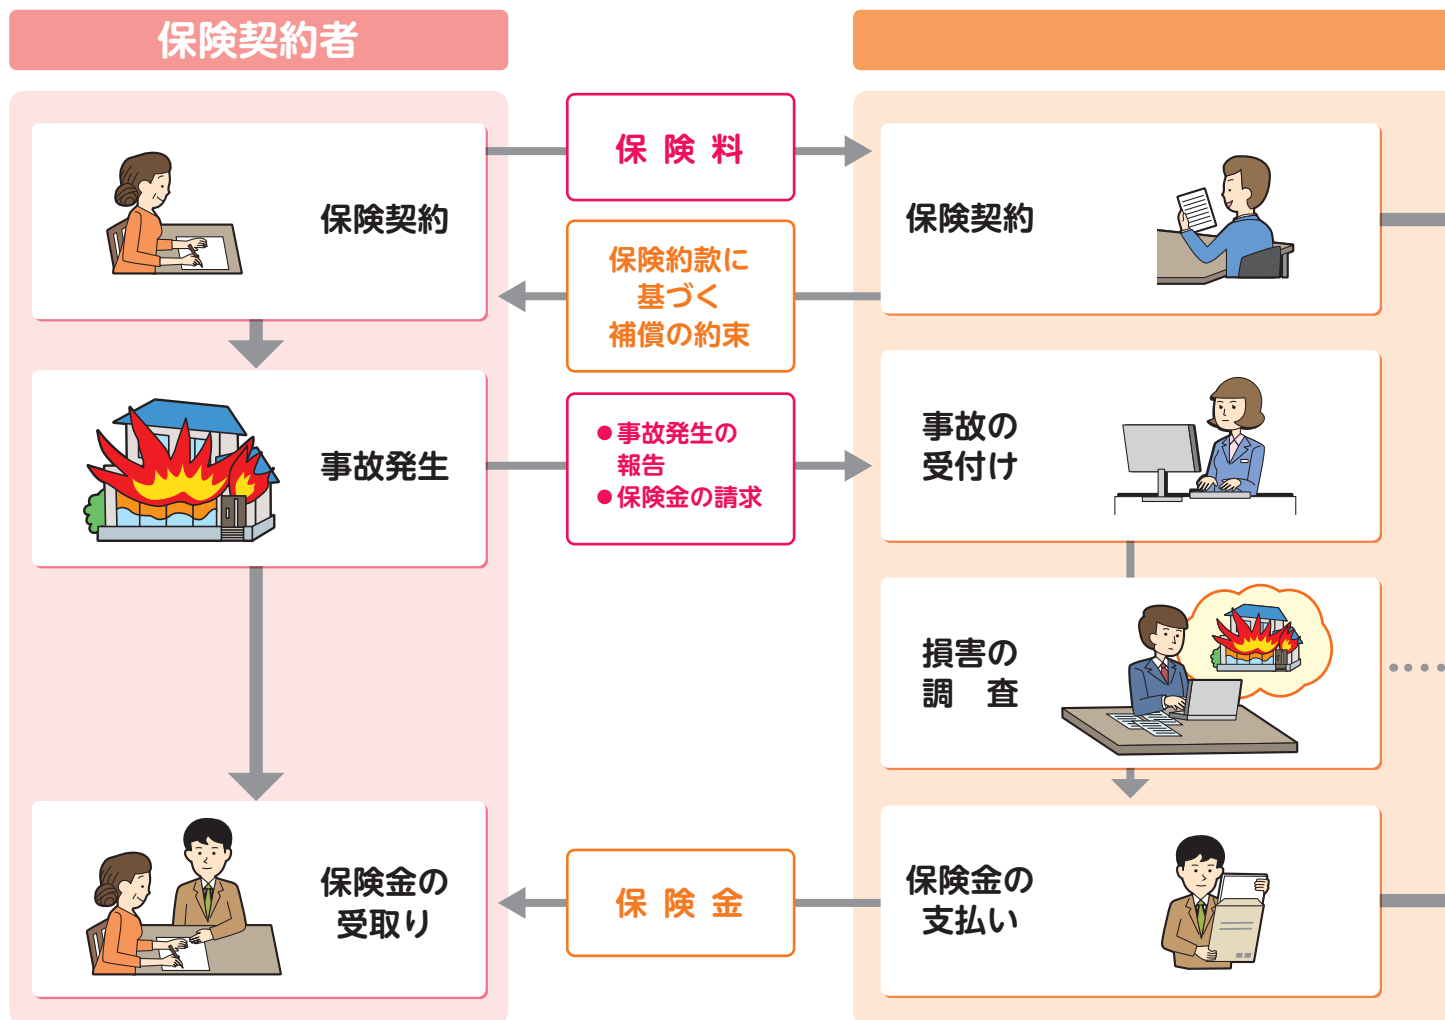 保険契約者
保険契約
事故発生
保険金の
受取り
保険料
保険約款に
基づく
補償の約束
●事故発生の
報告
●保険金の請求
保険金
保険契約
事故の
受付け
損害の
調　査
保険金の
支払い